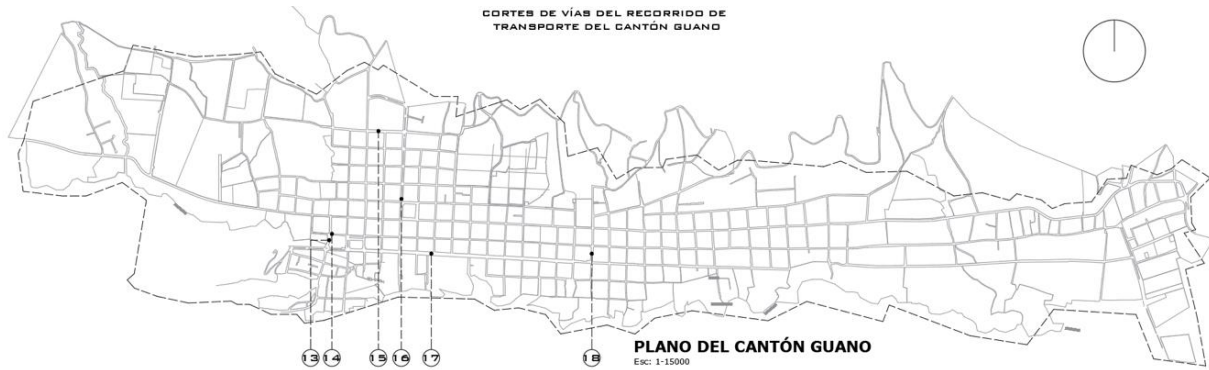 CORTES DE VÍAS DEL RECORRIDO DE
TRANSPORTE DEL CANTÓN GUANO
13 14 15 16 17 18
PLANO DEL CANTÓN GUANO
Esc: 1-15000